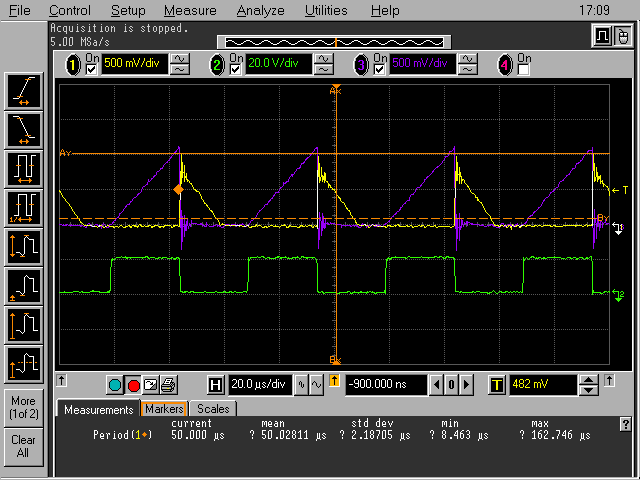 File Control Setup Measure Analyze Utilities Help 17:09
Acquisition is stopped.
5.00 MSa/s
1 On 500 mV/div 2 On 20.0 V/div 3 On 500 mV/div 4 On
Ax
Ay
T
By
1
2
Bx
More
(1of 2)
Clear
All
H 20.0 µs/div -900.000 ns 0 T 482 mV
Measurements Markers Scales
current mean std dev min max
Period(1) 50.000 µs ? 50.02811 µs ? 2.18705 µs ? 8.463 µs ? 162.746 µs
?